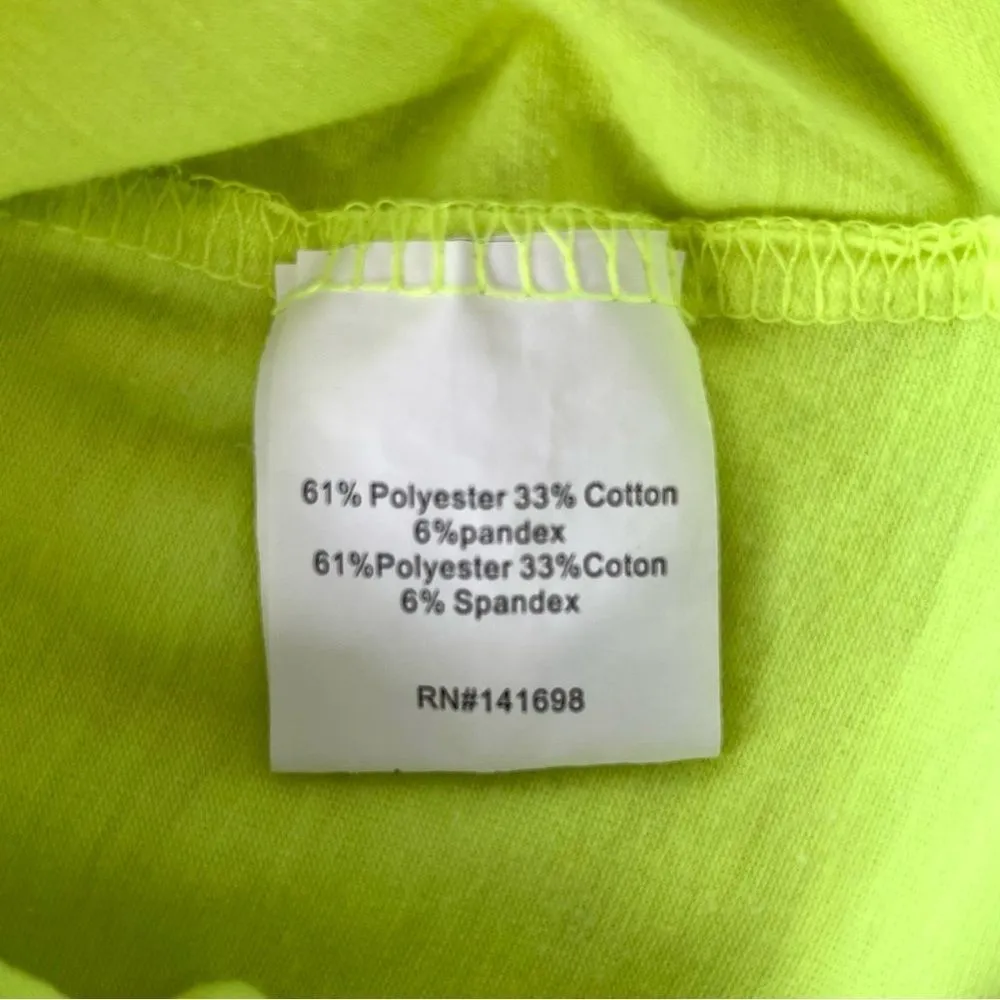 61% Polyester 33% Cotton
6%pandex
61%Polyester 33%Coton
6% Spandex
RN#141698